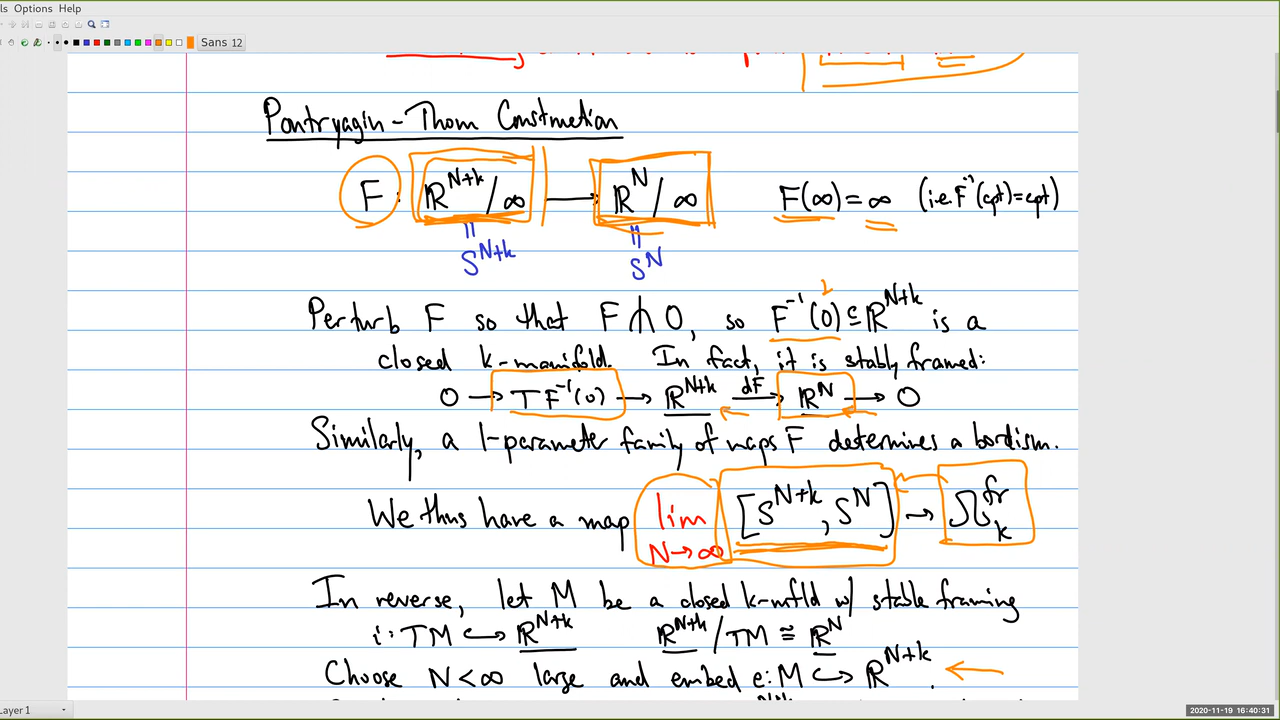 ls Options Help
Sans 12
Pontryagin-Thom Construction
F: ℝ^{N+k}/∞ → ℝ^N/∞ F(∞)=∞ (i.e. F^{-1}(cpt)=cpt)
= S^{N+k} = S^N
Perturb F so that F ⋔ 0, so F^{-1}(0) ⊆ ℝ^{N+k} is a
closed k-manifold. In fact, it is stably framed:
0 → TF^{-1}(0) → ℝ^{N+k} →^{dF} ℝ^N → 0
Similarly, a 1-parameter family of maps F determines a bordism.
We thus have a map lim_{N→∞} [S^{N+k}, S^N] → Ω_k^{fr}
In reverse, let M be a closed k-mfld w/ stable framing
i: TM ↪ ℝ^{N+k} ℝ^{N+k}/TM ≅ ℝ^N
Choose N<∞ large and embed e: M ↪ ℝ^{N+k}.
Layer 1
2020-11-19 16:40:31